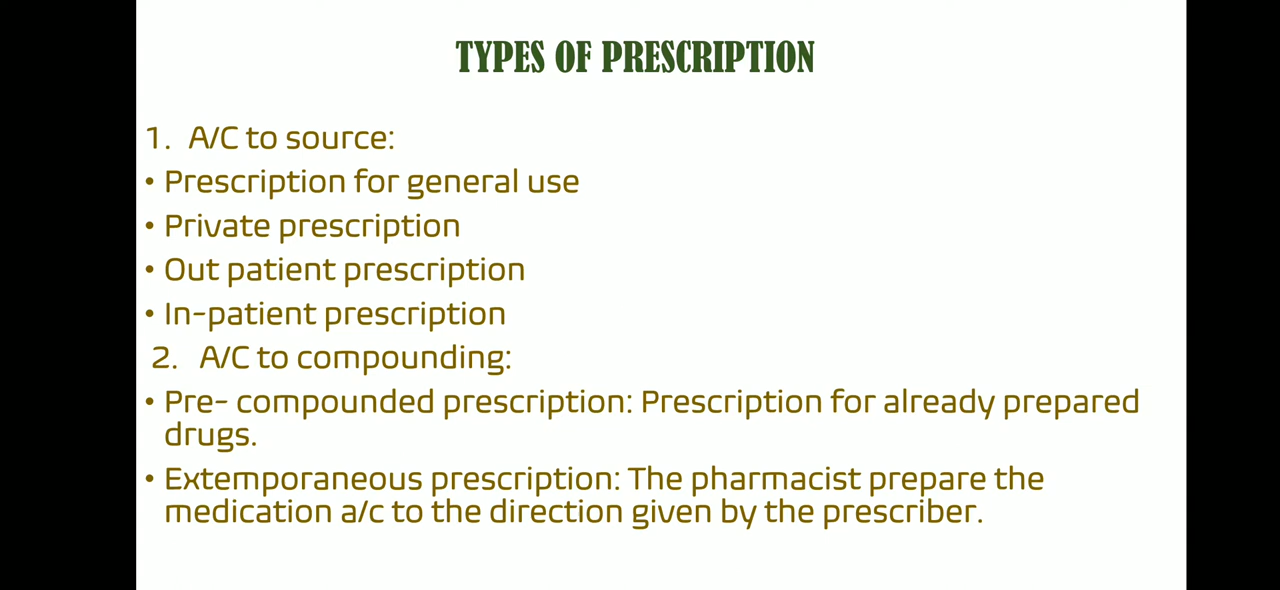 TYPES OF PRESCRIPTION
1. A/C to source:
• Prescription for general use
• Private prescription
• Out patient prescription
• In-patient prescription
2. A/C to compounding:
• Pre- compounded prescription: Prescription for already prepared
drugs.
• Extemporaneous prescription: The pharmacist prepare the
medication a/c to the direction given by the prescriber.